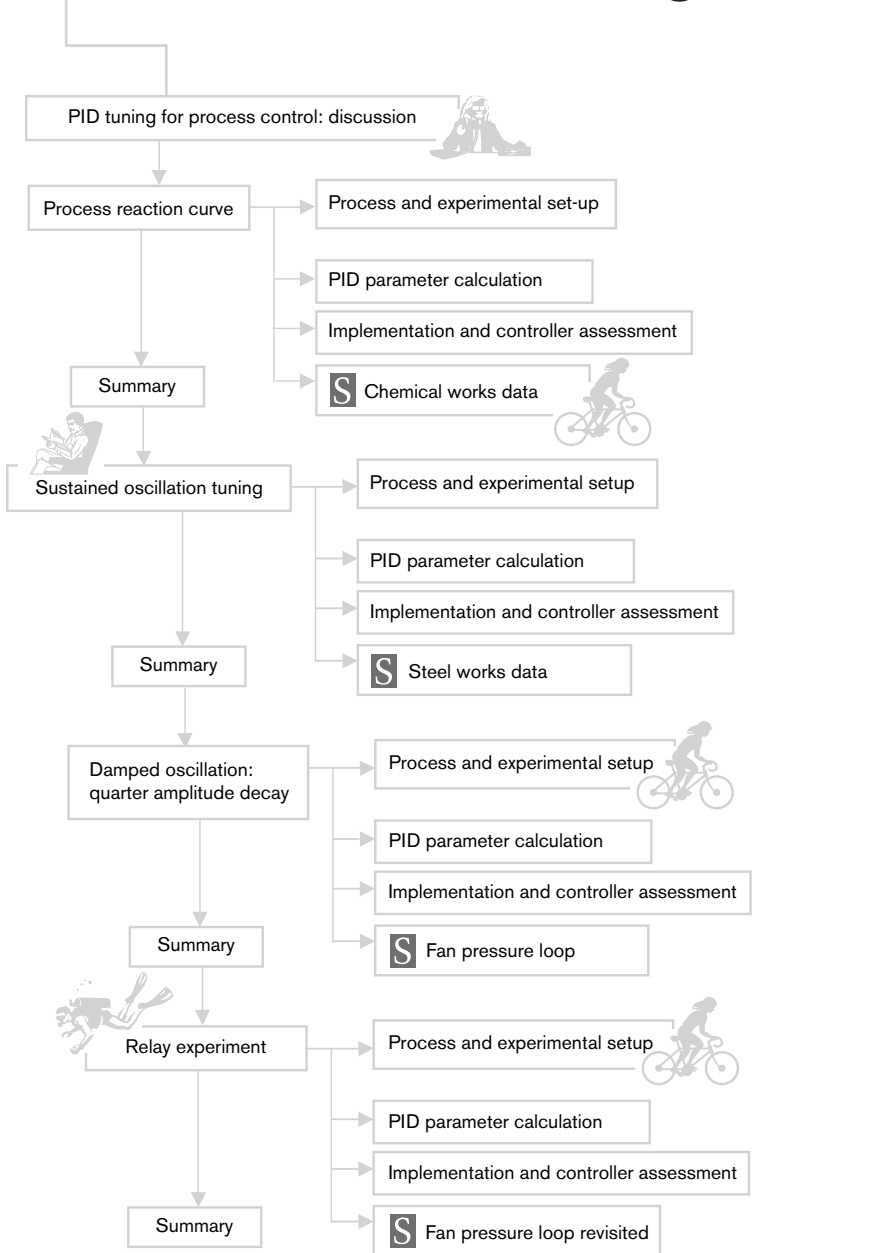 PID tuning for process control: discussion
Process reaction curve
Process and experimental set-up
PID parameter calculation
Implementation and controller assessment
S Chemical works data
Summary
Sustained oscillation tuning
Process and experimental setup
PID parameter calculation
Implementation and controller assessment
S Steel works data
Summary
Damped oscillation:
quarter amplitude decay
Process and experimental setup
PID parameter calculation
Implementation and controller assessment
S Fan pressure loop
Summary
Relay experiment
Process and experimental setup
PID parameter calculation
Implementation and controller assessment
S Fan pressure loop revisited
Summary